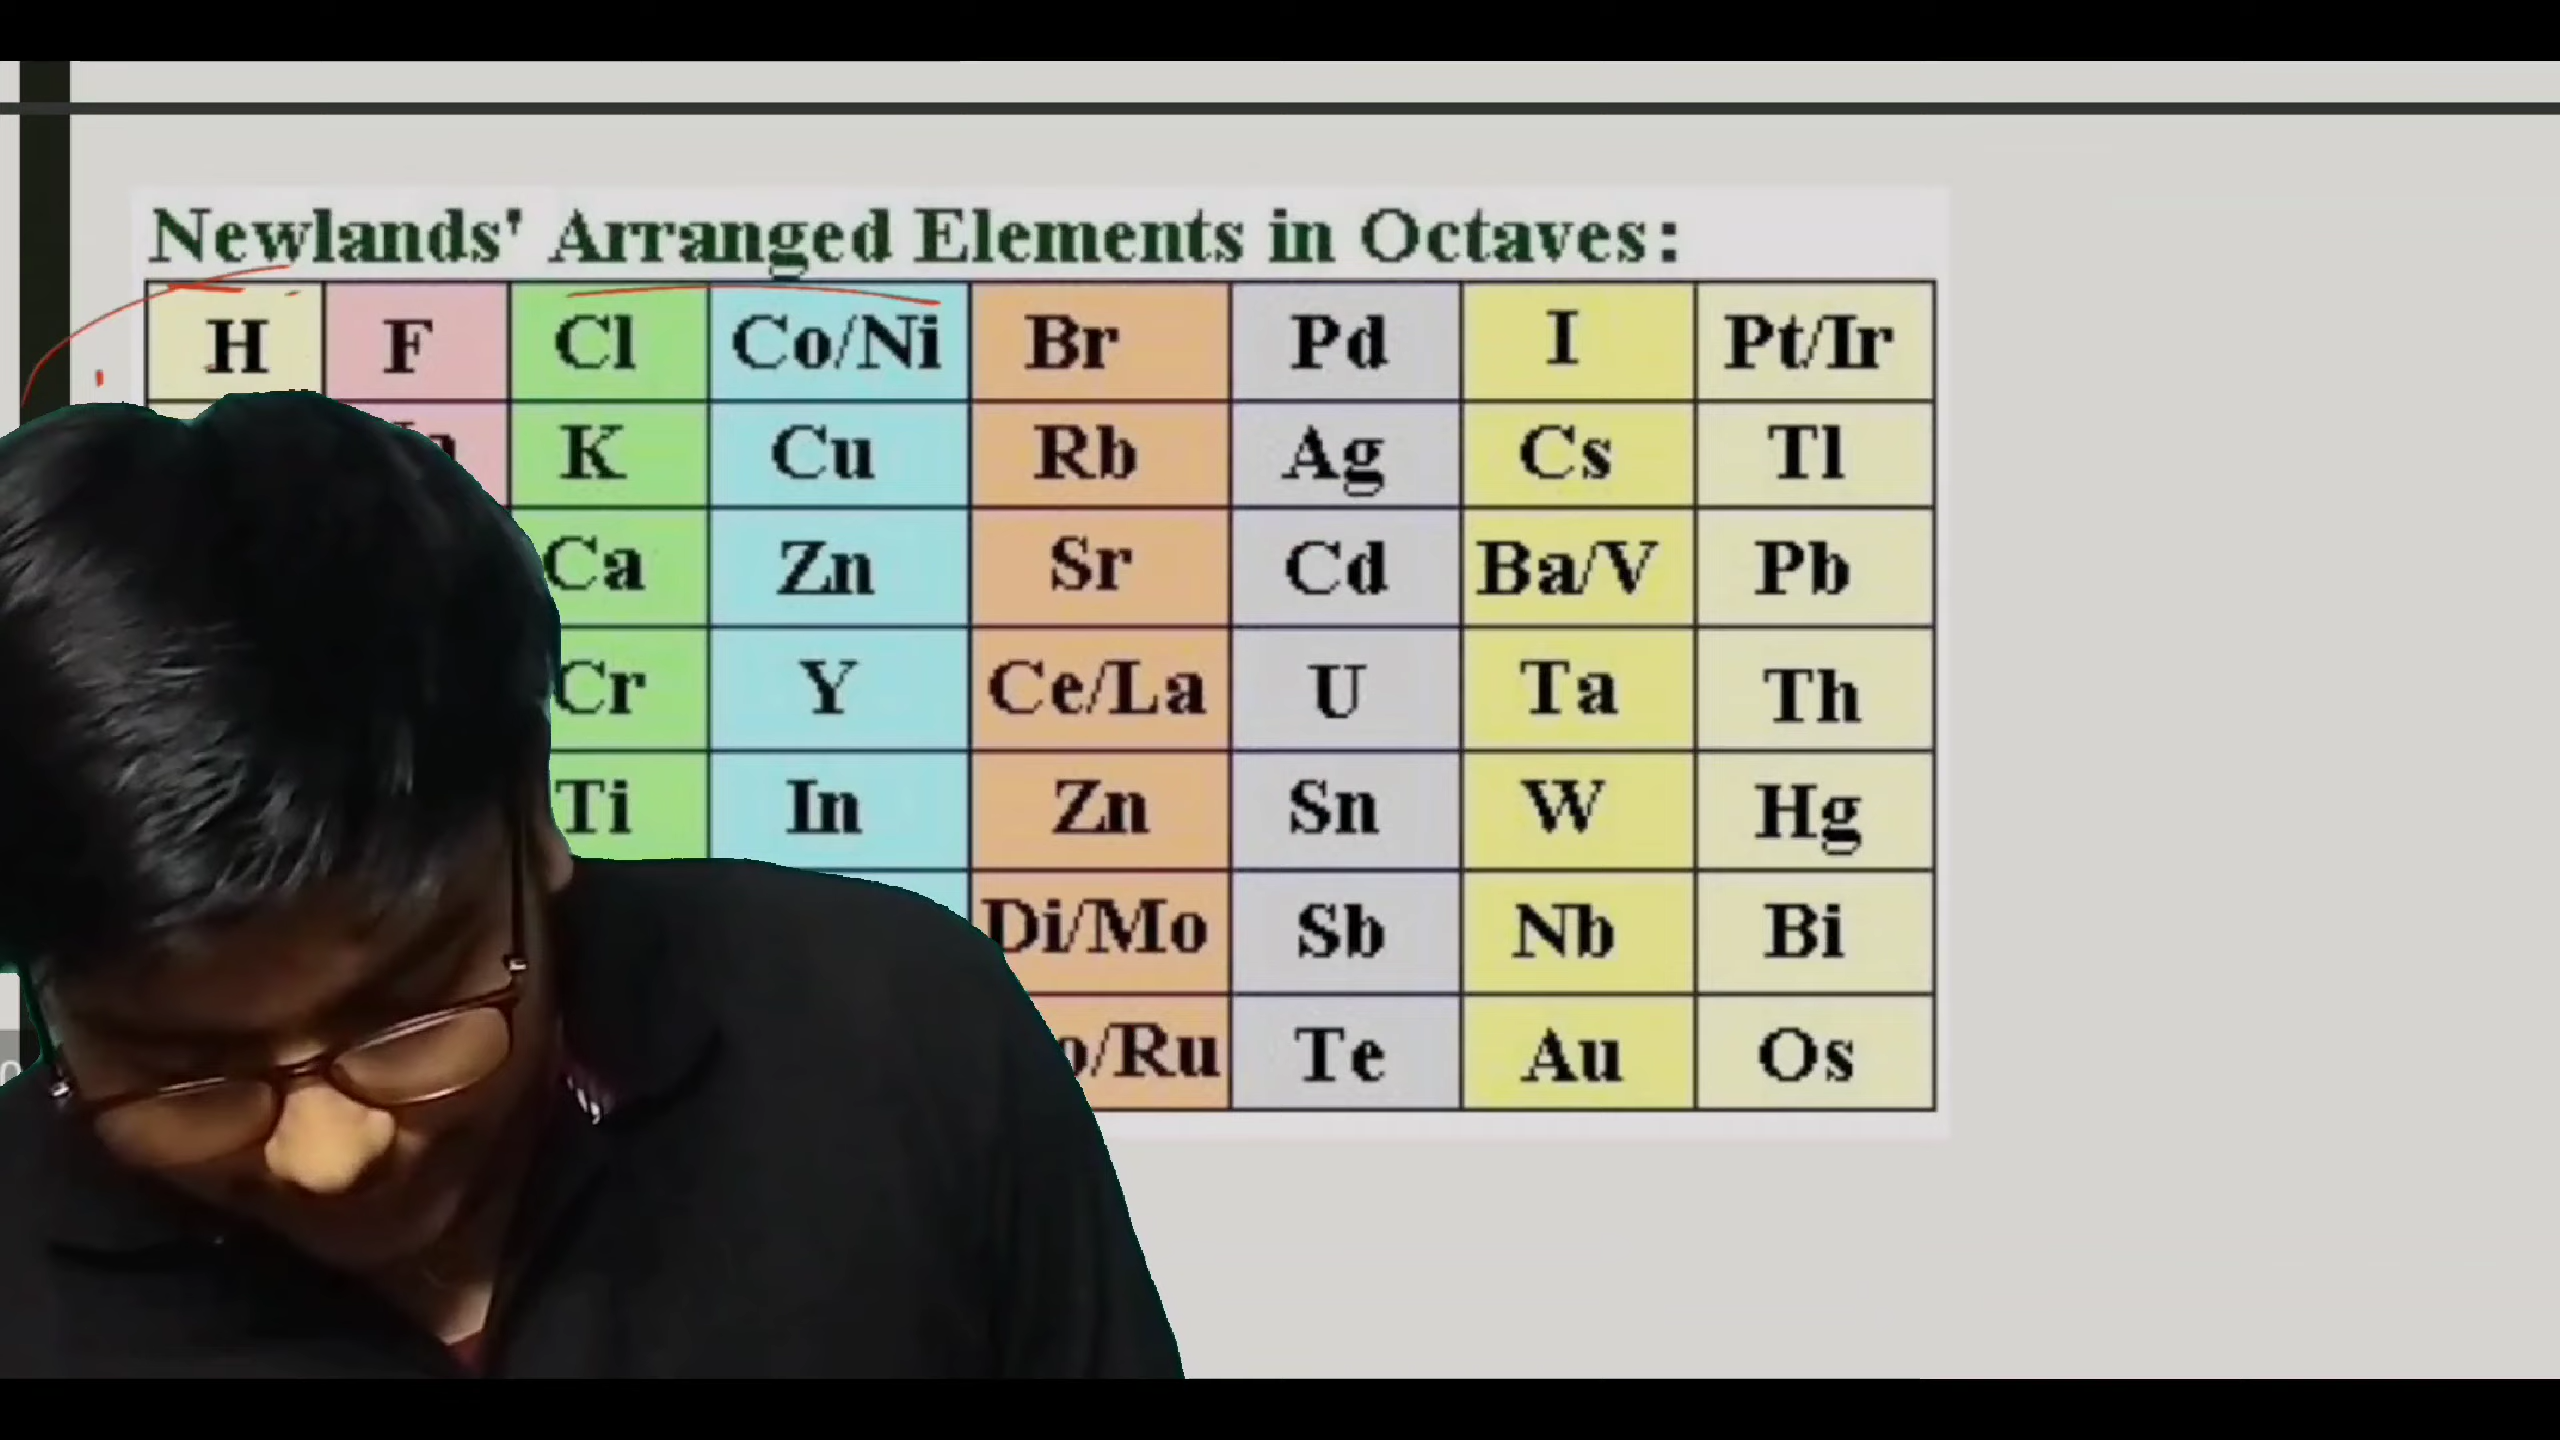 Newlands' Arranged Elements in Octaves:
H F Cl Co/Ni Br Pd I Pt/Ir
K Cu Rb Ag Cs Tl
Ca Zn Sr Cd Ba/V Pb
Cr Y Ce/La U Ta Th
Ti In Zn Sn W Hg
Di/Mo Sb Nb Bi
Te Au Os